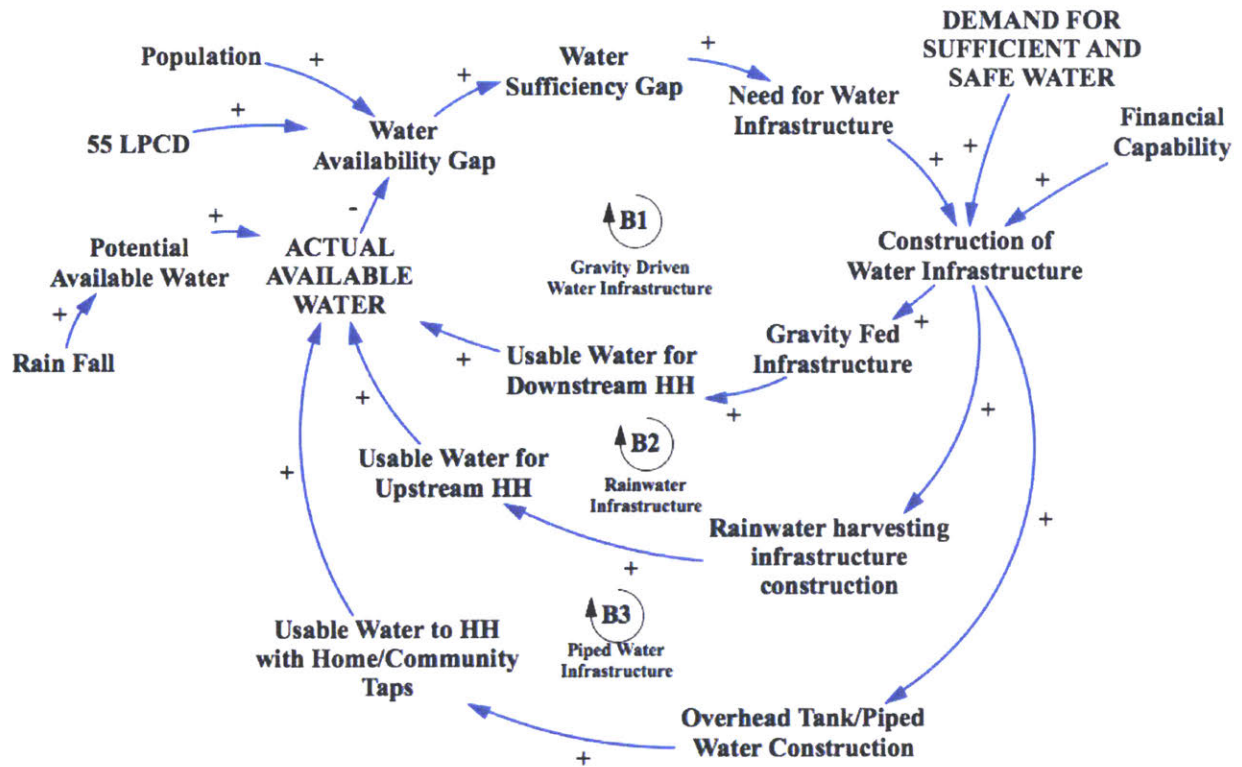 DEMAND FOR
SUFFICIENT AND
SAFE WATER
Population
+
Water
Sufficiency Gap
+
+
Need for Water
Infrastructure
+
55 LPCD
+
Water
Availability Gap
Financial
Capability
+
+
+
-
+
Potential
Available Water
ACTUAL
AVAILABLE
WATER
B1
Gravity Driven
Water Infrastructure
Construction of
Water Infrastructure
+
Rain Fall
+
Usable Water for
Downstream HH
Gravity Fed
Infrastructure
+
+
+
+
B2
Rainwater
Infrastructure
Usable Water for
Upstream HH
+
+
Rainwater harvesting
infrastructure
construction
+
+
B3
Piped Water
Infrastructure
Usable Water to HH
with Home/Community
Taps
Overhead Tank/Piped
Water Construction
+